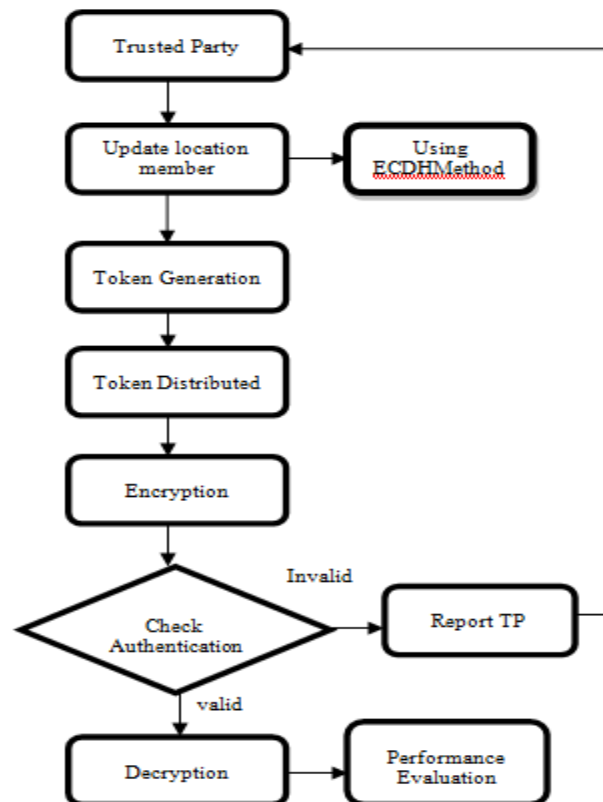 Trusted Party
Update location
member
Using
ECDHMethod
Token Generation
Token Distributed
Encryption
Invalid
Check
Authentication
Report TP
valid
Decryption
Performance
Evaluation